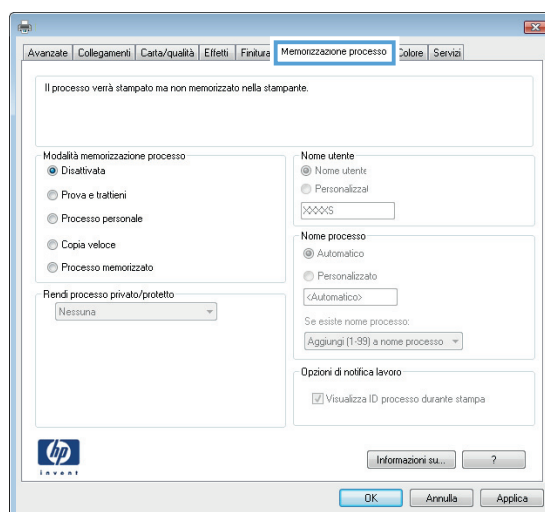 Avanzate Collegamenti Carta/qualità Effetti Finitura Memorizzazione processo Colore Servizi
Il processo verrà stampato ma non memorizzato nella stampante.
Modalità memorizzazione processo
Disattivata
Prova e trattieni
Processo personale
Copia veloce
Processo memorizzato
Rendi processo privato/protetto
Nessuna
Nome utente
Nome utente
Personalizzat
XXXXS
Nome processo
Automatico
Personalizzato
<Automatico>
Se esiste nome processo:
Aggiungi (1-99) a nome processo
Opzioni di notifica lavoro
Visualizza ID processo durante stampa
hp
invent
Informazioni su... ?
OK Annulla Applica